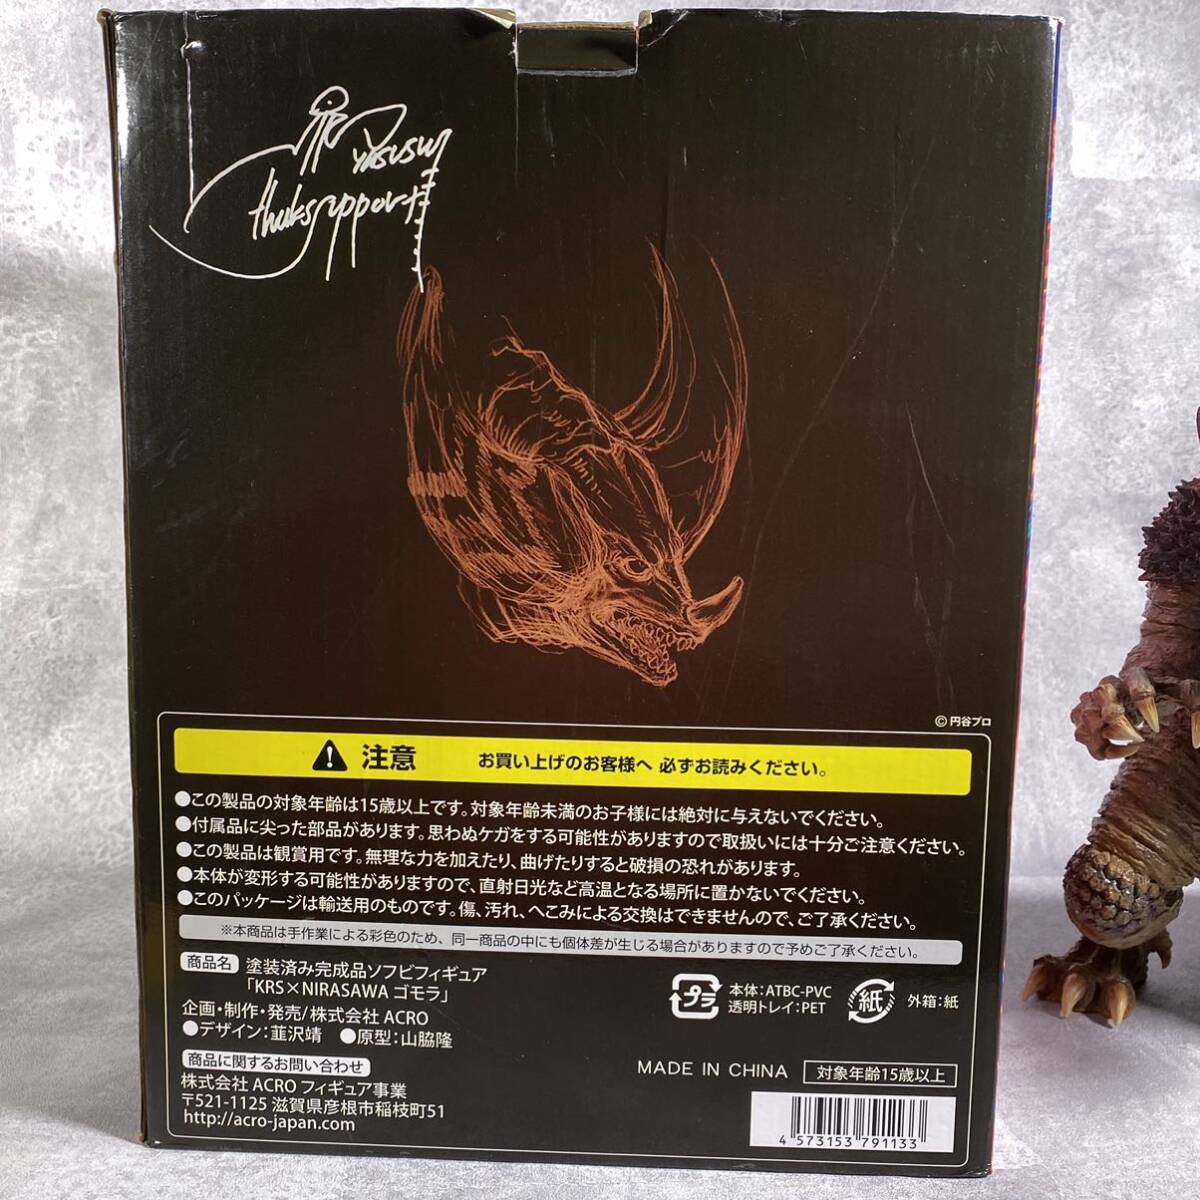 YASUSHI
thanks support
© 円谷プロ
注意 お買い上げのお客様へ 必ずお読みください。
●この製品の対象年齢は15歳以上です。対象年齢未満のお子様には絶対に与えないでください。
●付属品に尖った部品があります。思わぬケガをする可能性がありますので取扱いには十分ご注意ください。
●この製品は観賞用です。無理な力を加えたり、曲げたりすると破損の恐れがあります。
●本体が変形する可能性がありますので、直射日光など高温となる場所に置かないでください。
●このパッケージは輸送用のものです。傷、汚れ、へこみによる交換はできませんので、ご了承ください。
※本商品は手作業による彩色のため、同一商品の中にも個体差が生じる場合がありますので予めご了承ください。
商品名 塗装済み完成品ソフビフィギュア
「KRS×NIRASAWA ゴモラ」
企画・制作・発売/株式会社 ACRO
●デザイン:韮沢靖 ●原型:山脇隆
商品に関するお問い合わせ
株式会社 ACRO フィギュア事業
〒521-1125 滋賀県彦根市稲枝町51
http://acro-japan.com
プラ 本体:ATBC-PVC
透明トレイ:PET
紙 外箱:紙
MADE IN CHINA 対象年齢15歳以上
4 573153 791133